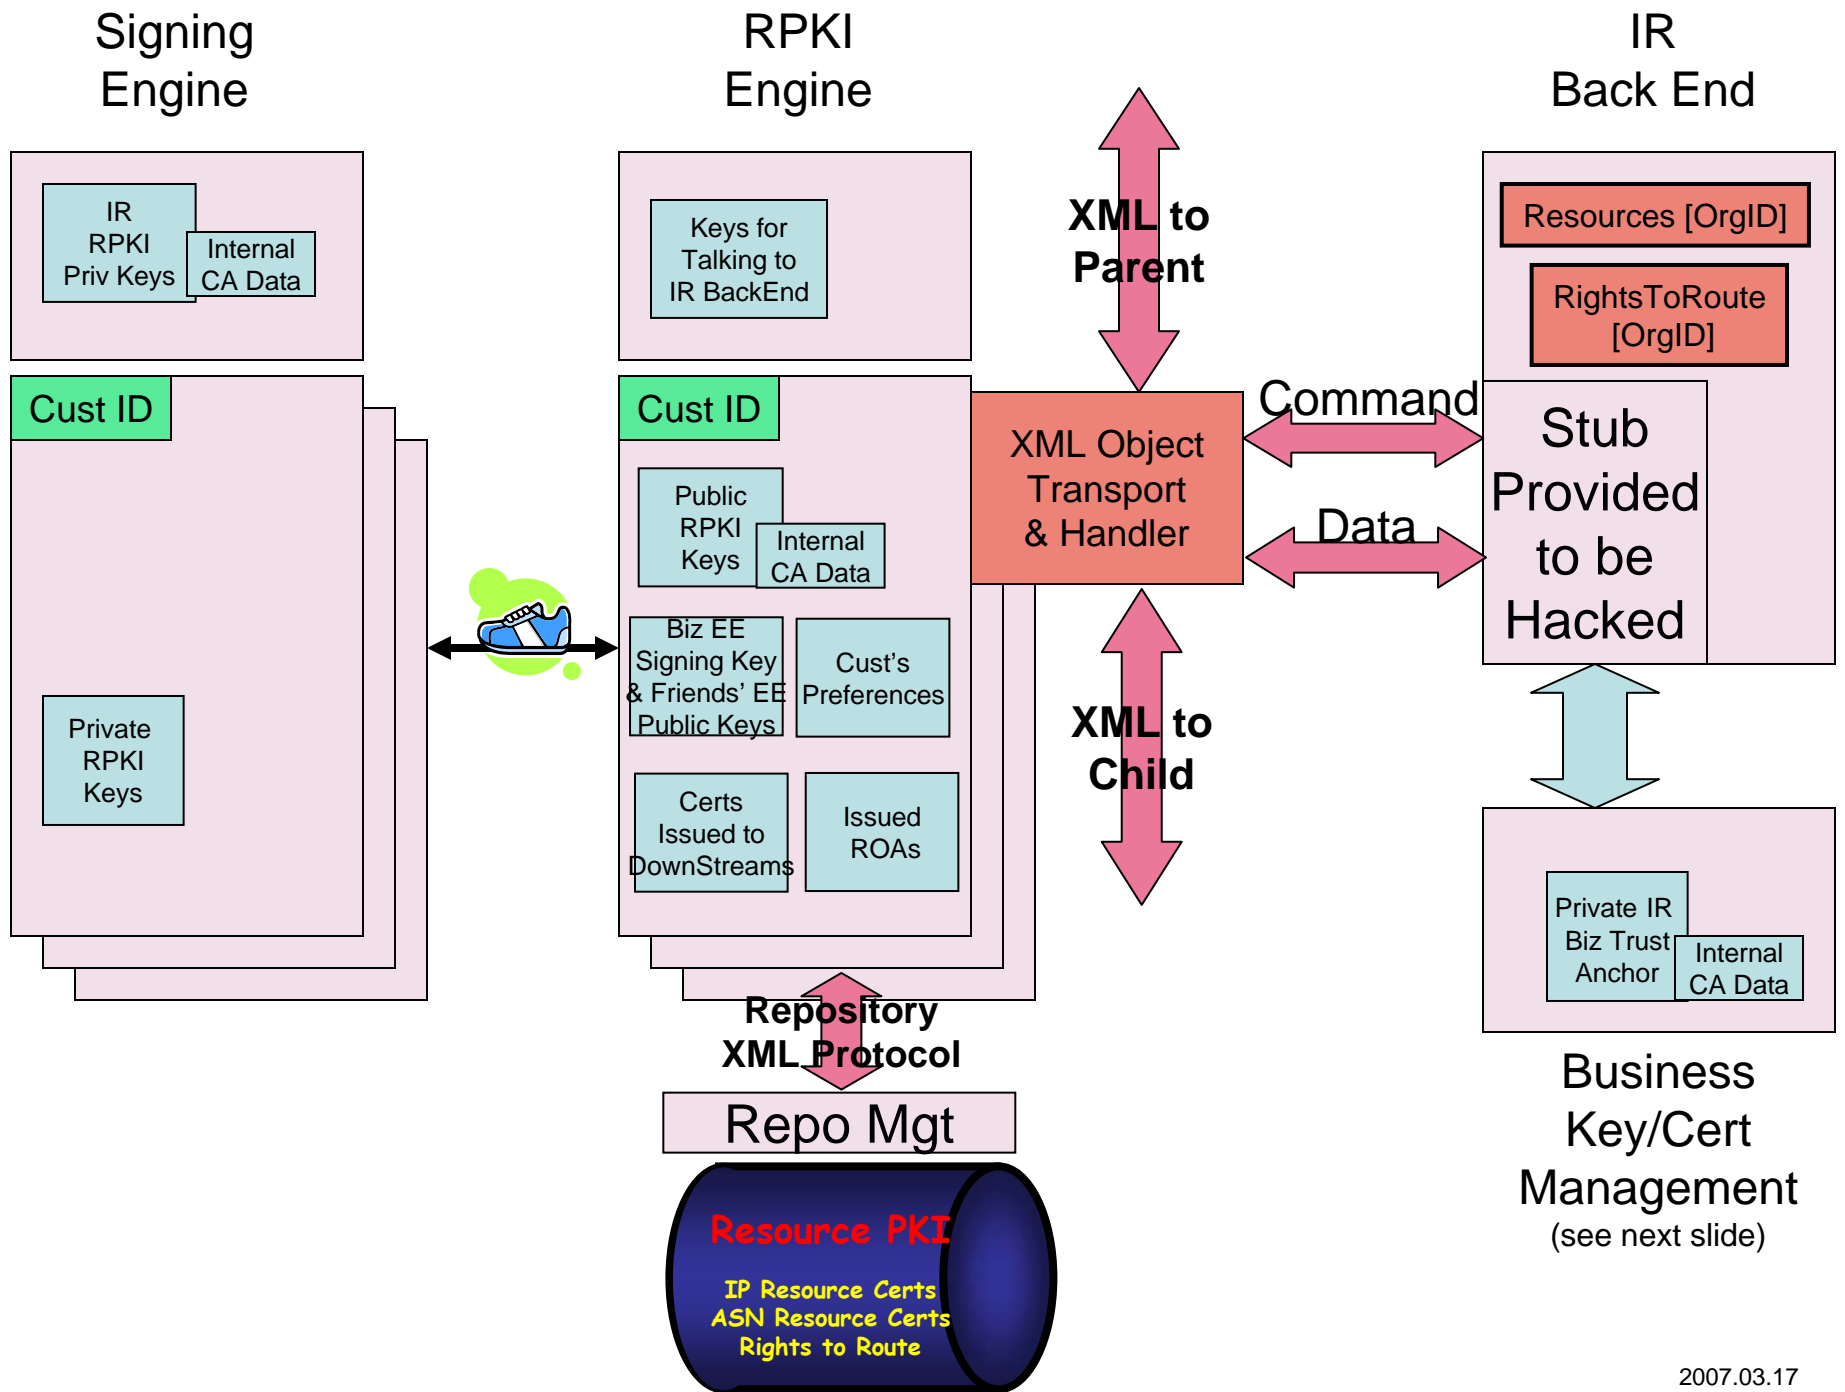 Signing
Engine
RPKI
Engine
IR
Back End
IR
RPKI
Priv Keys
Internal
CA Data
Keys for
Talking to
IR BackEnd
XML to
Parent
Resources [OrgID]
RightsToRoute
[OrgID]
Cust ID
Private
RPKI
Keys
Cust ID
Public
RPKI
Keys
Internal
CA Data
Biz EE
Signing Key
& Friends' EE
Public Keys
Cust's
Preferences
Certs
Issued to
DownStreams
Issued
ROAs
XML Object
Transport
& Handler
Command
Data
Stub
Provided
to be
Hacked
XML to
Child
Private IR
Biz Trust
Anchor
Internal
CA Data
Business
Key/Cert
Management
(see next slide)
Repository
XML Protocol
Repo Mgt
Resource PKI
IP Resource Certs
ASN Resource Certs
Rights to Route
2007.03.17